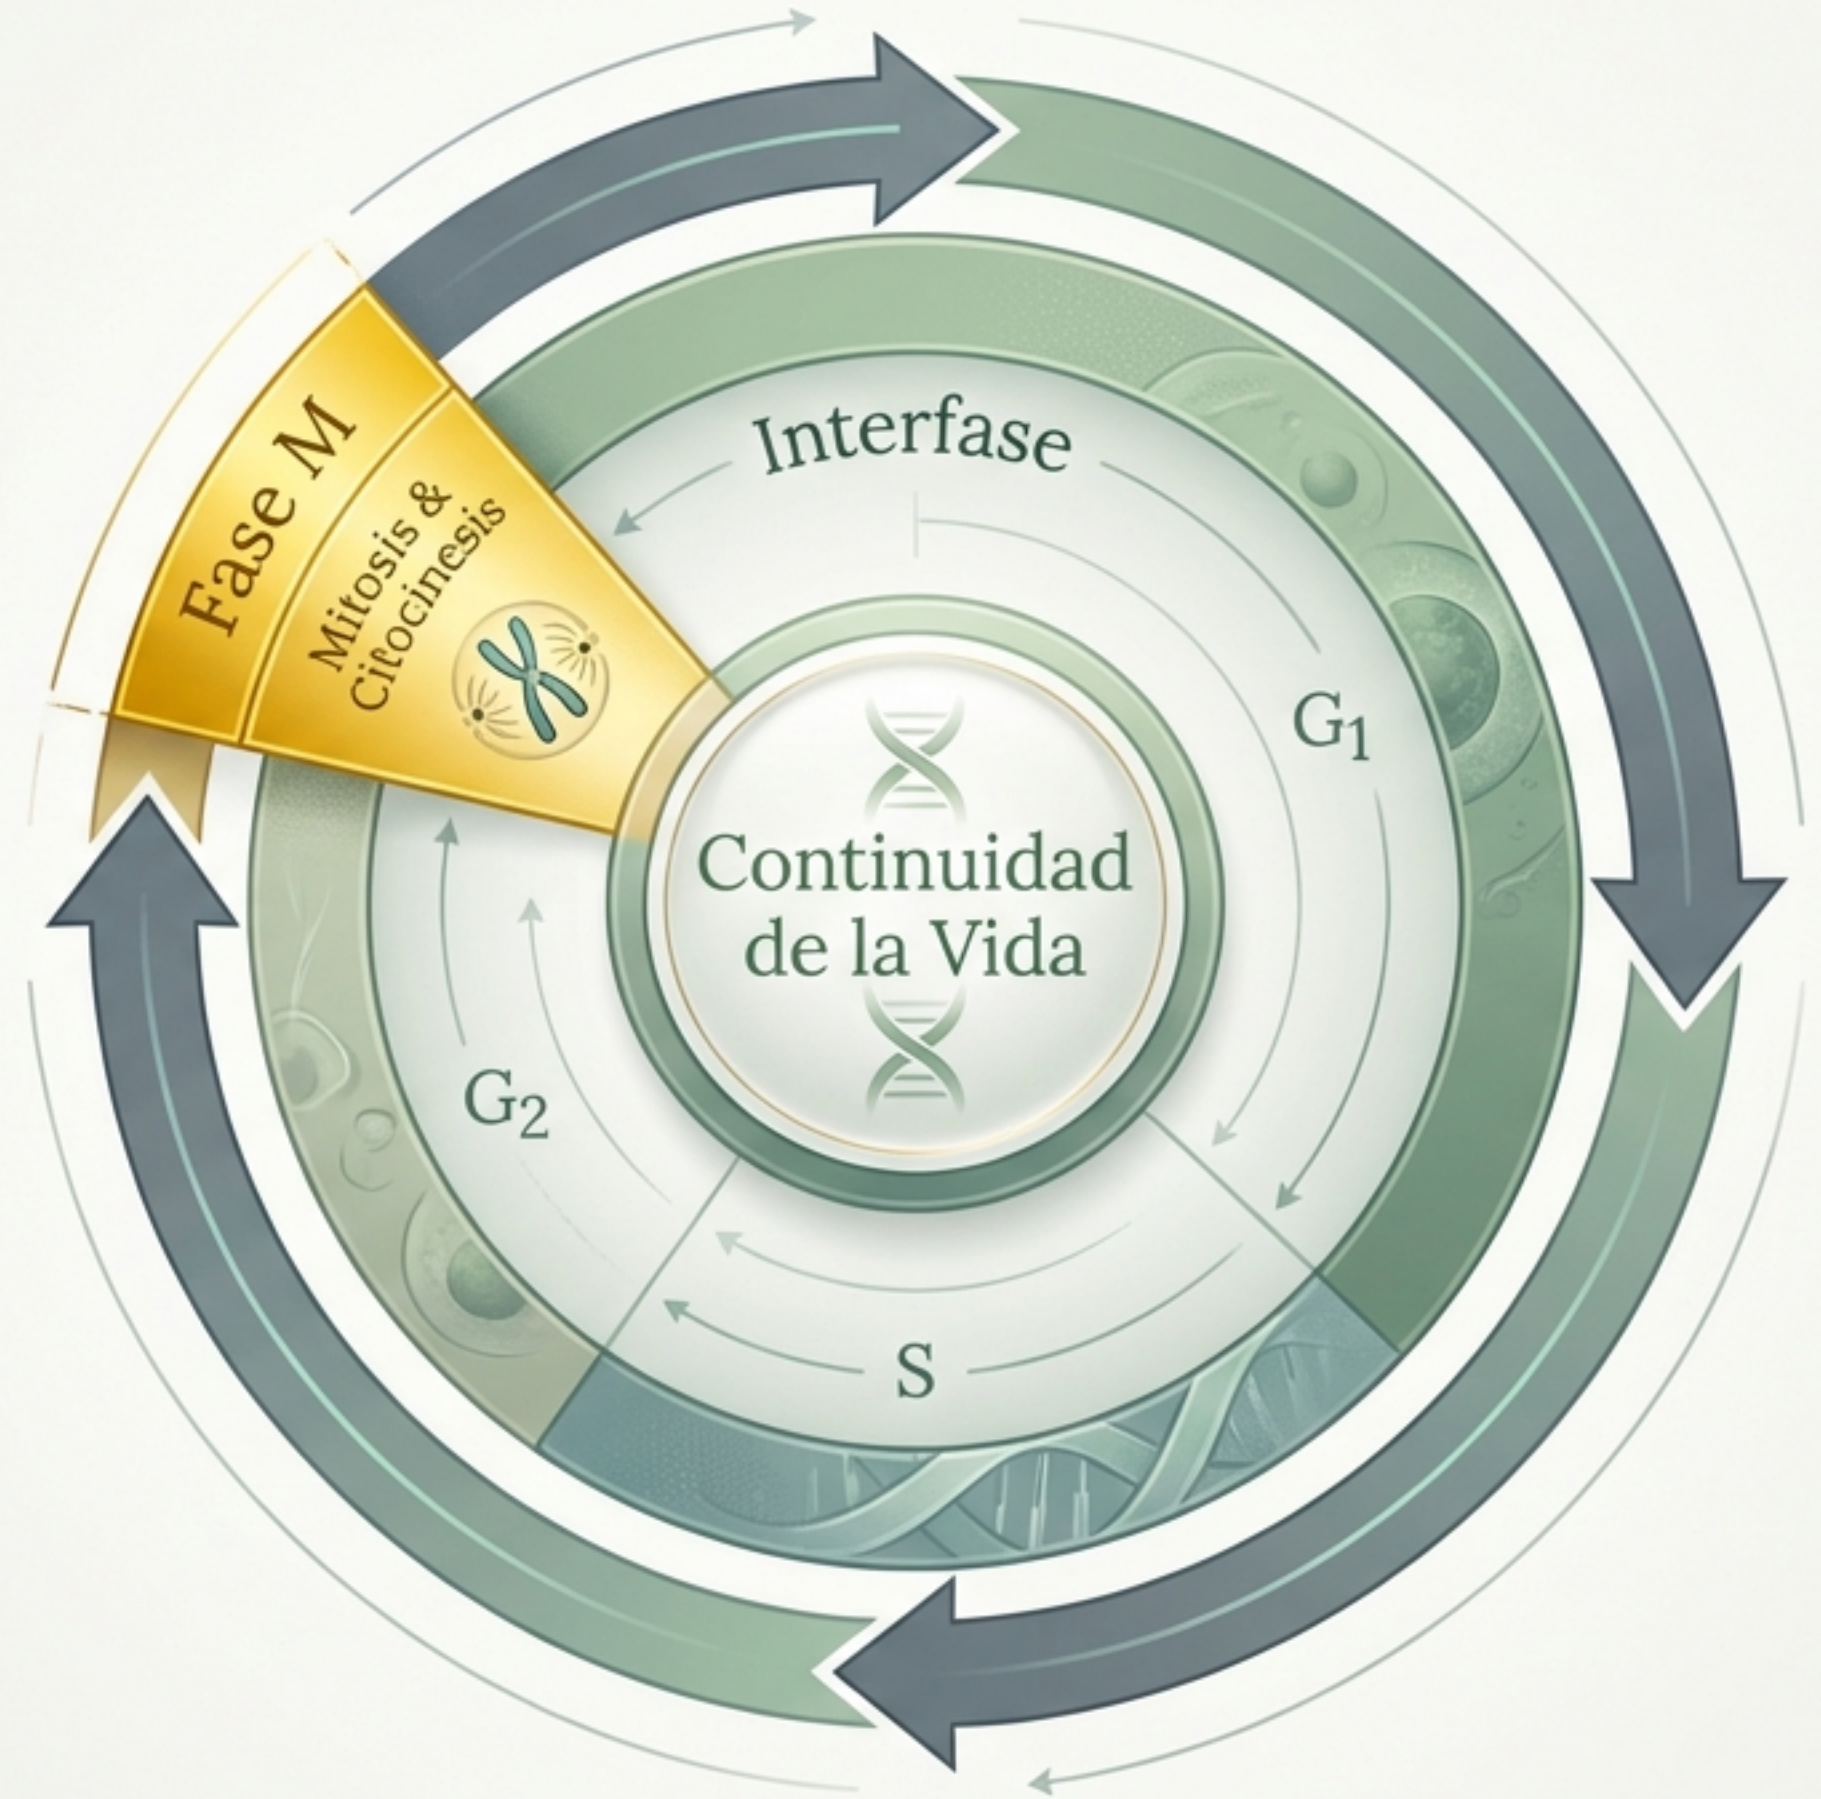 Interfase
Fase M
Mitosis &
Citocinesis
G1
Continuidad
de la Vida
G2
S